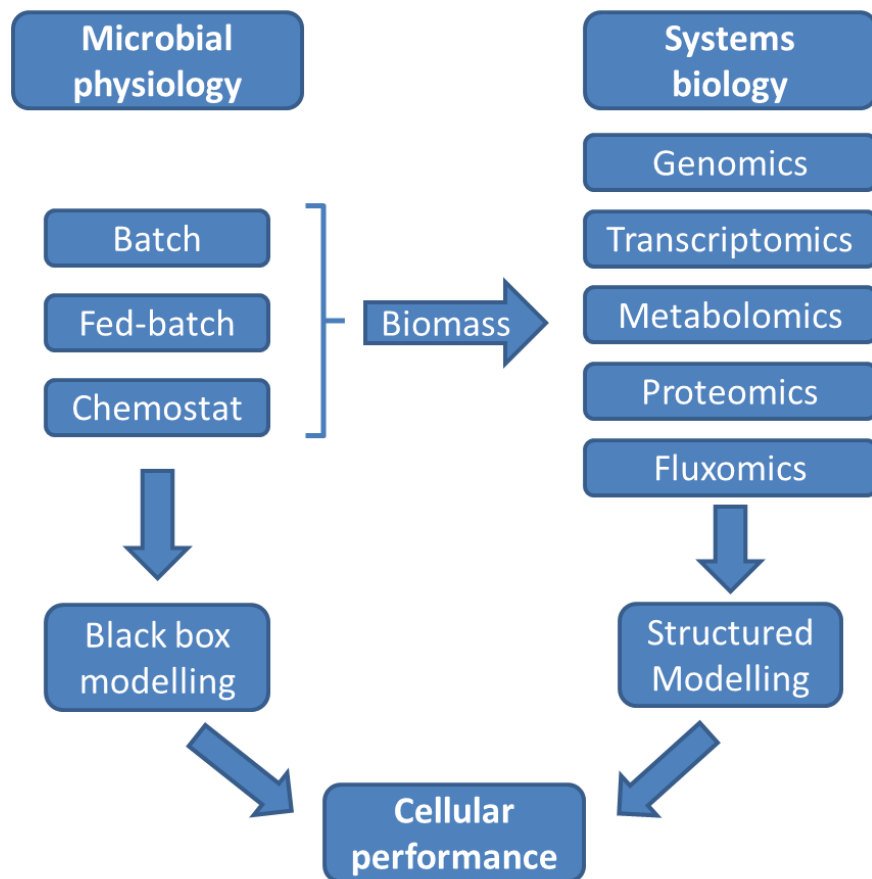 Microbial
physiology
Systems
biology
Genomics
Batch
Transcriptomics
Fed-batch
Biomass
Metabolomics
Chemostat
Proteomics
Fluxomics
Black box
modelling
Structured
Modelling
Cellular
performance